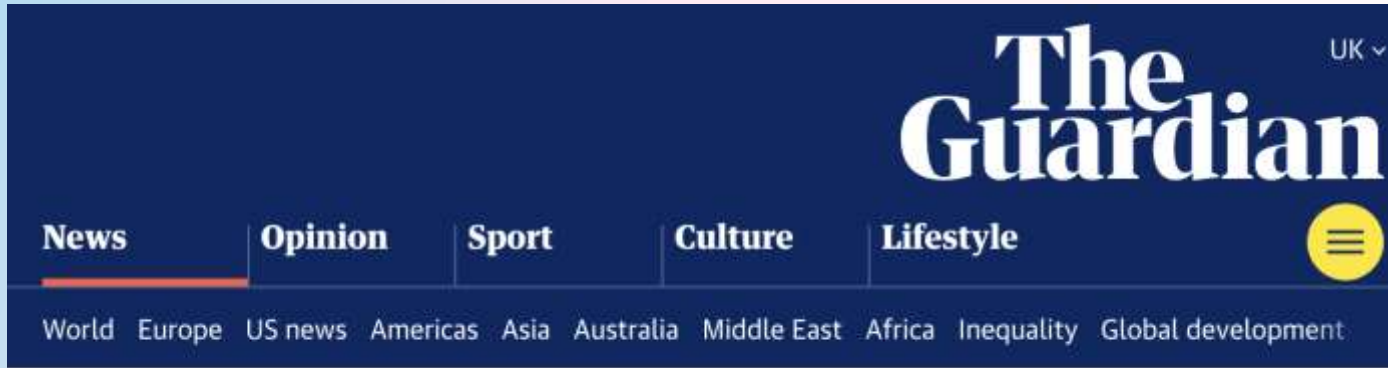 The
Guardian
UK
News Opinion Sport Culture Lifestyle
World Europe US news Americas Asia Australia Middle East Africa Inequality Global development